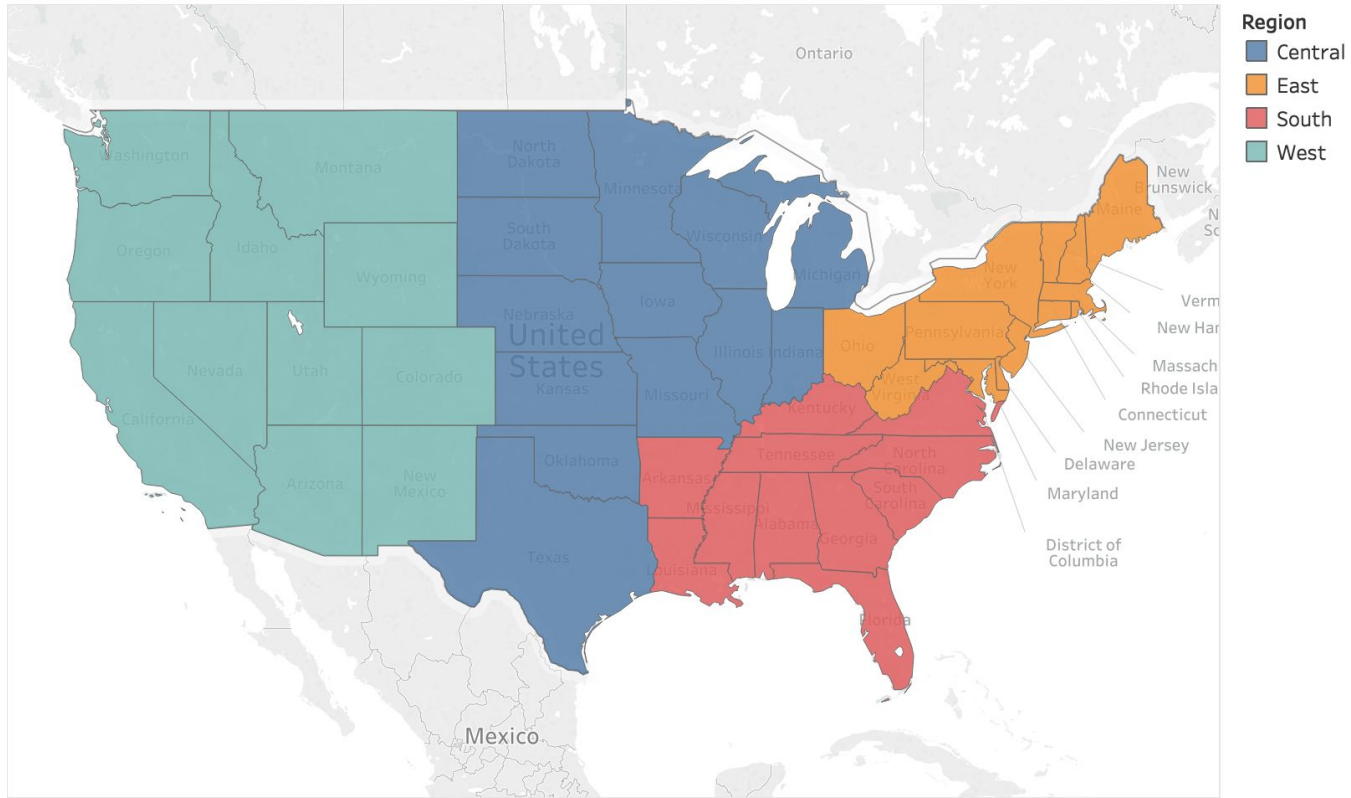 Region
Central
East
South
West
Ontario
New
Brunswick
N
Sc
Washington
Montana
North
Dakota
Minnesota
Maine
Oregon
Idaho
South
Dakota
Wisconsin
Michigan
New
York
Wyoming
Verm
Nebraska
Iowa
New Har
United
States
Nevada
Utah
Colorado
Kansas
Illinois
Indiana
Ohio
Pennsylvania
Massach
Rhode Isla
Connecticut
California
Missouri
West
Virginia
Kentucky
New Jersey
Delaware
Maryland
Arizona
New
Mexico
Oklahoma
Arkansas
Tennessee
North
Carolina
South
Carolina
Mississippi
Alabama
Georgia
District of
Columbia
Texas
Louisiana
Florida
Mexico